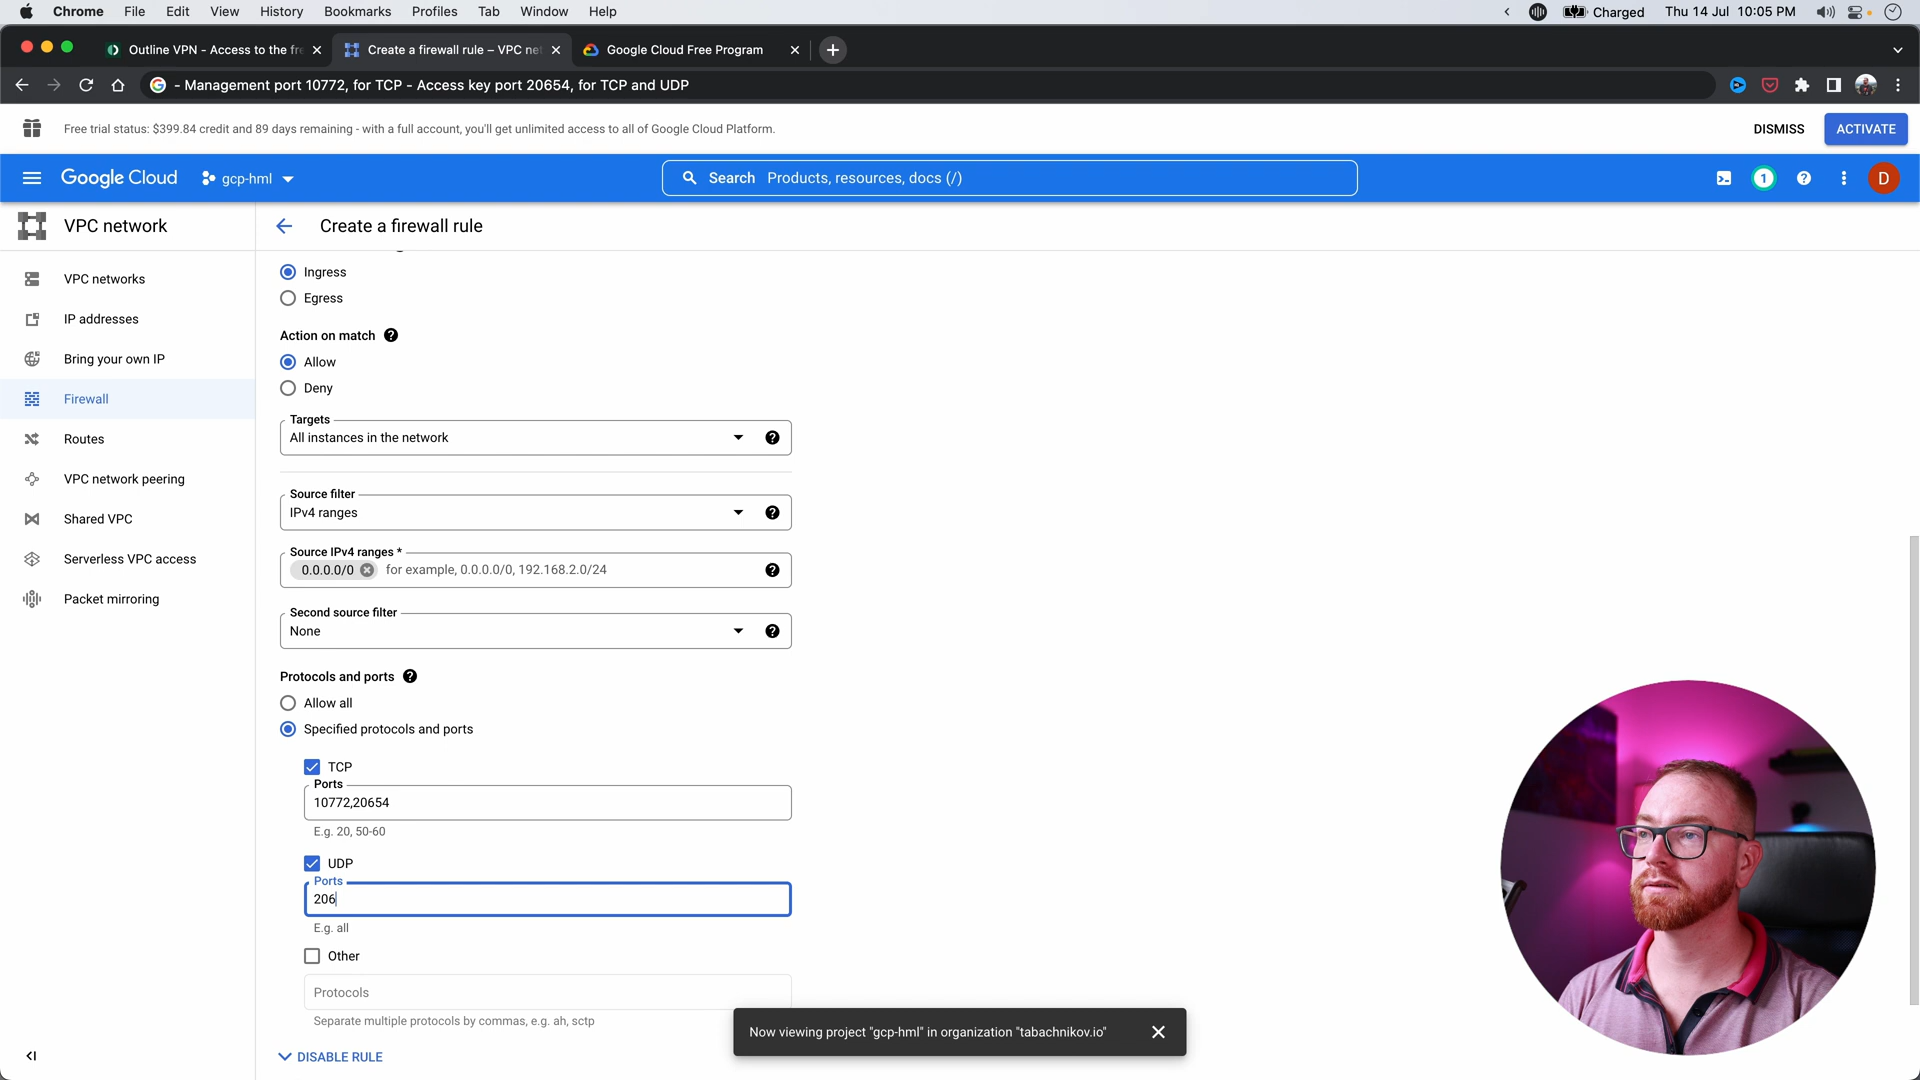 Chrome File Edit View History Bookmarks Profiles Tab Window Help
Charged Thu 14 Jul 10:05 PM
Outline VPN - Access to the fre
Create a firewall rule – VPC net
Google Cloud Free Program
- Management port 10772, for TCP - Access key port 20654, for TCP and UDP
Free trial status: $399.84 credit and 89 days remaining - with a full account, you'll get unlimited access to all of Google Cloud Platform.
DISMISS
ACTIVATE
Google Cloud
gcp-hml
Search Products, resources, docs (/)
1
D
VPC network
Create a firewall rule
VPC networks
IP addresses
Bring your own IP
Firewall
Routes
VPC network peering
Shared VPC
Serverless VPC access
Packet mirroring
Ingress
Egress
Action on match
Allow
Deny
Targets
All instances in the network
Source filter
IPv4 ranges
Source IPv4 ranges *
0.0.0.0/0 for example, 0.0.0.0/0, 192.168.2.0/24
Second source filter
None
Protocols and ports
Allow all
Specified protocols and ports
TCP
Ports
10772,20654
E.g. 20, 50-60
UDP
Ports
206
E.g. all
Other
Protocols
Separate multiple protocols by commas, e.g. ah, sctp
Now viewing project "gcp-hml" in organization "tabachnikov.io"
DISABLE RULE